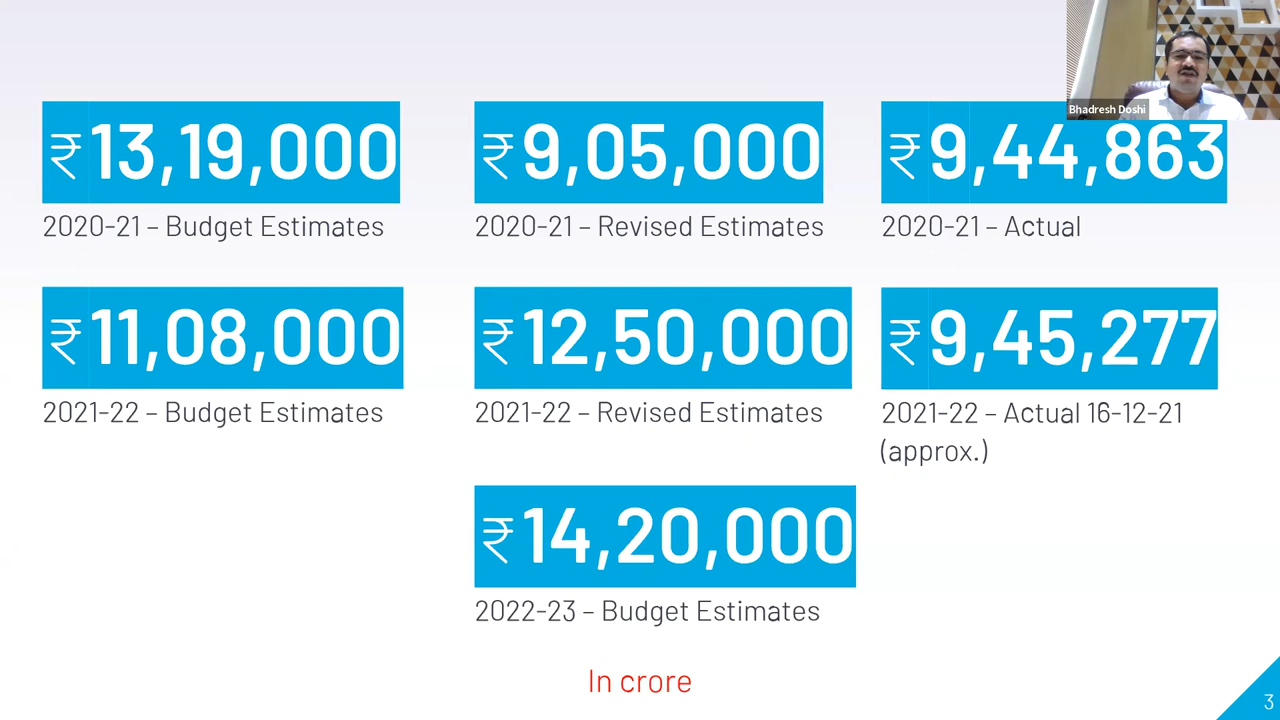 Bhadresh Doshi
₹13,19,000
2020-21 – Budget Estimates
₹9,05,000
2020-21 – Revised Estimates
₹9,44,863
2020-21 – Actual
₹11,08,000
2021-22 – Budget Estimates
₹12,50,000
2021-22 – Revised Estimates
₹9,45,277
2021-22 – Actual 16-12-21
(approx.)
₹14,20,000
2022-23 – Budget Estimates
In crore
3